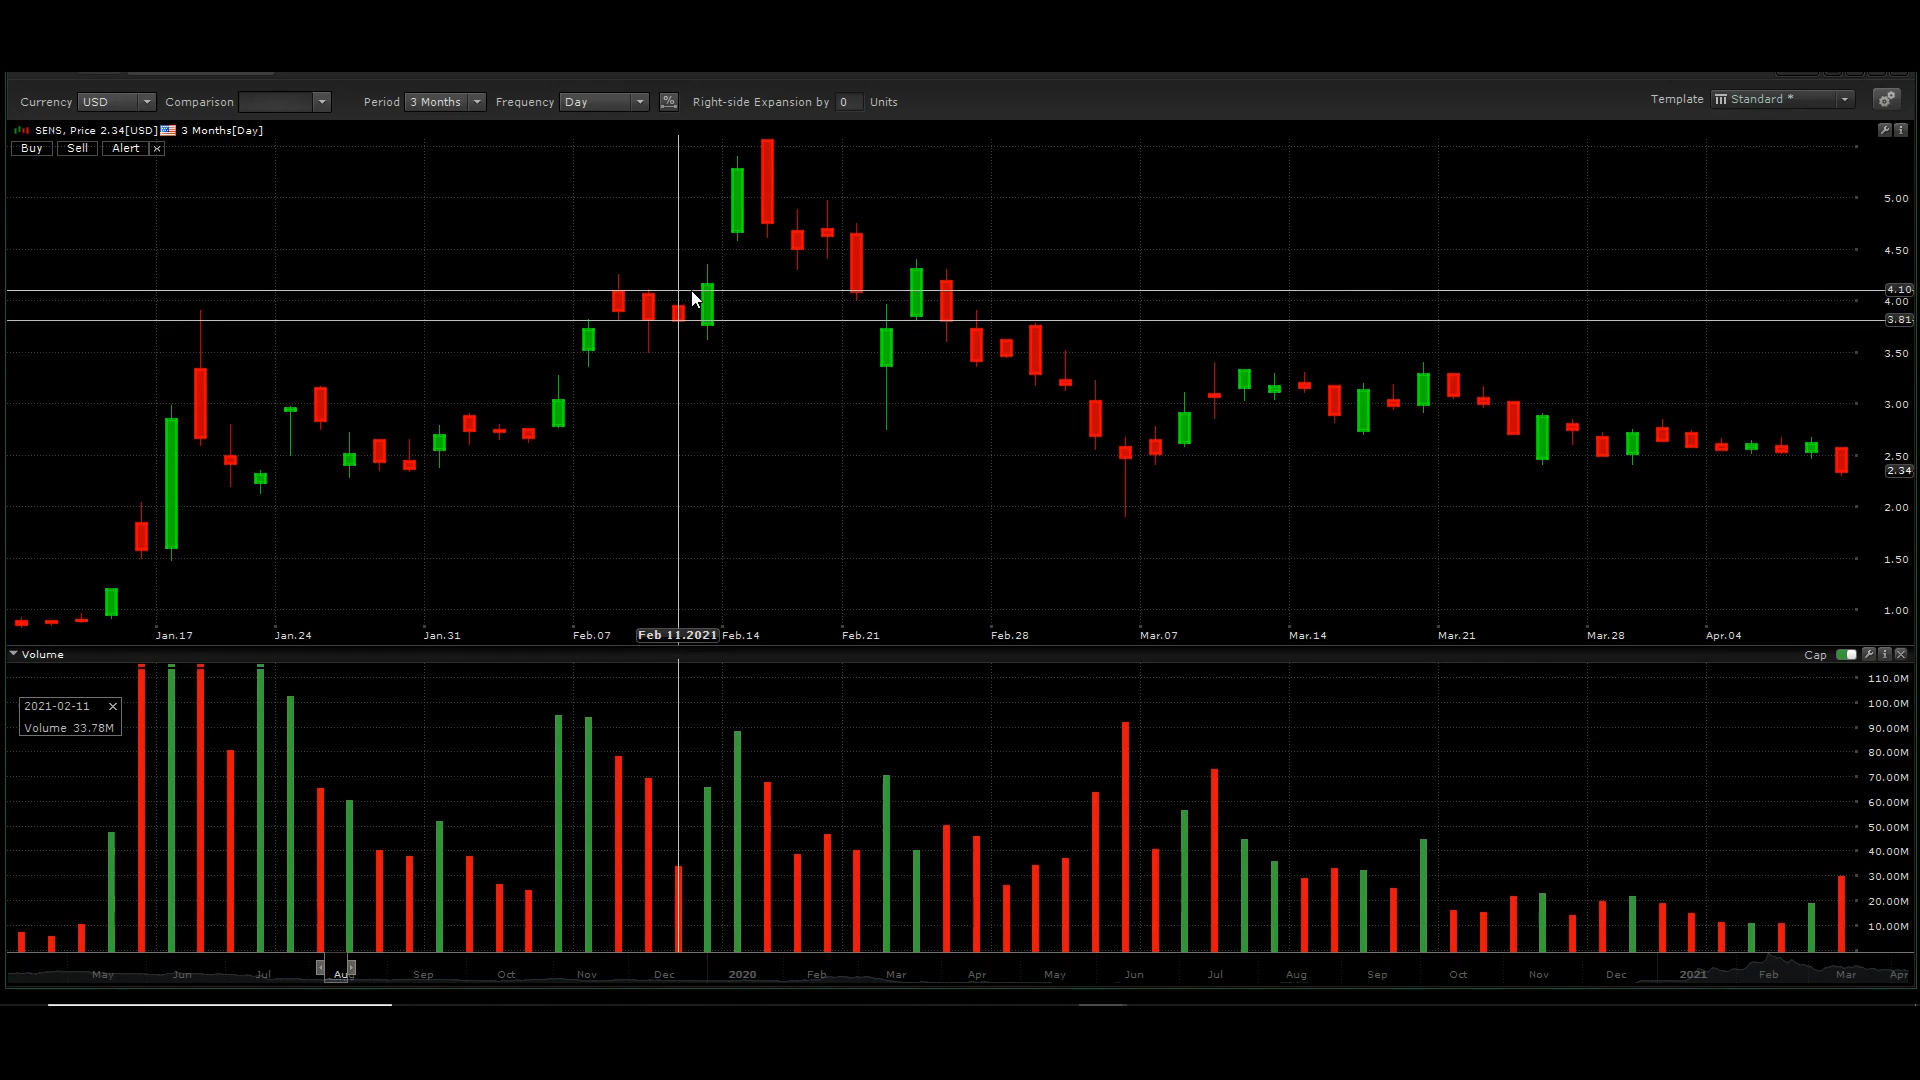 Currency USD Comparison Period 3 Months Frequency Day % Right-side Expansion by 0 Units Template Standard *
SENS, Price 2.34[USD] 3 Months[Day]
Buy Sell Alert x
5.00
4.50
4.10
4.00
3.81
3.50
3.00
2.50
2.34
2.00
1.50
1.00
Jan.17 Jan.24 Jan.31 Feb.07 Feb 11.2021 Feb.14 Feb.21 Feb.28 Mar.07 Mar.14 Mar.21 Mar.28 Apr.04
Volume Cap
110.0M
100.0M
2021-02-11 x
Volume 33.78M
90.00M
80.00M
70.00M
60.00M
50.00M
40.00M
30.00M
20.00M
10.00M
May Jun Jul Au Sep Oct Nov Dec 2020 Feb Mar Apr May Jun Jul Aug Sep Oct Nov Dec 2021 Feb Mar Apr